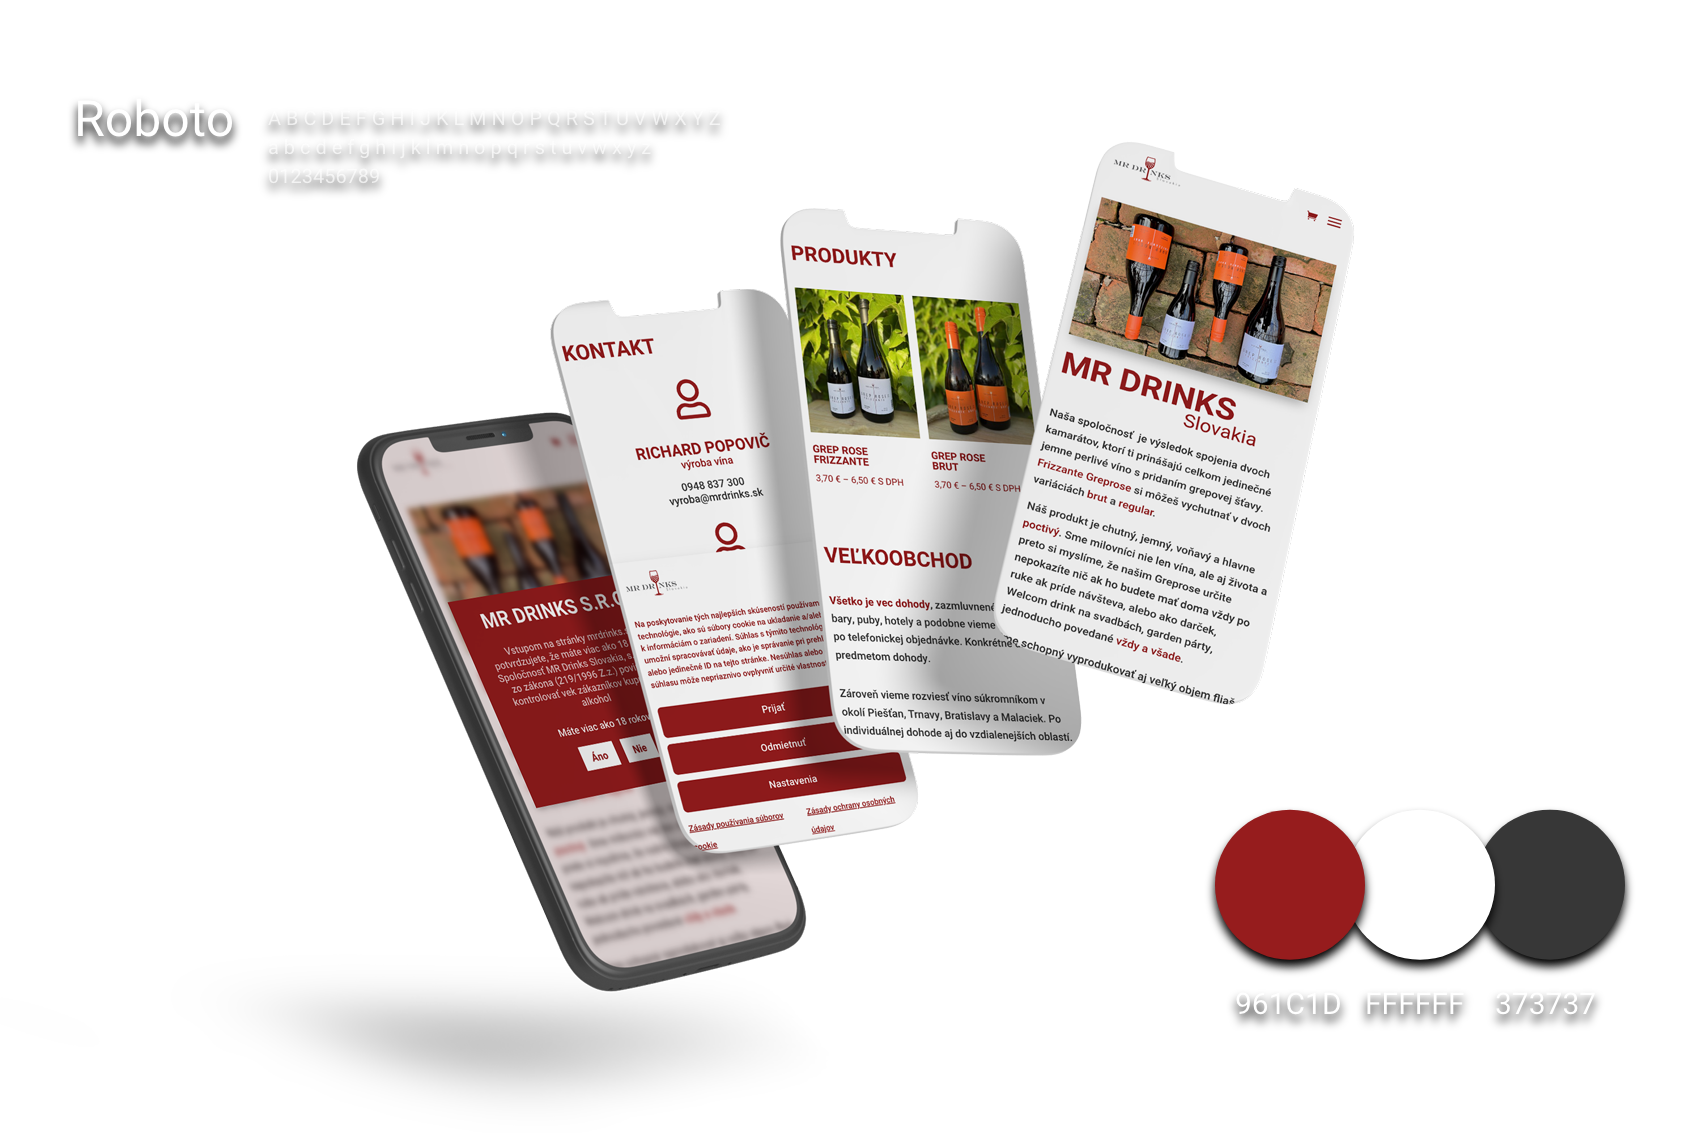 Roboto
A B C D E F G H I J K L M N O P Q R S T U V W X Y Z
a b c d e f g h i j k l m n o p q r s t u v w x y z
0123456789
MR DRINKS S.R.O
Vstupom na stránky mrdrinks.
potvrdzujete, že máte viac ako 18
Spoločnosť MR Drinks Slovakia, s.
zo zákona (219/1996 Z.z.)
kontrolovať vek zákazníkov
alkohol
Máte viac ako 18 rokov
Áno
Nie
KONTAKT
RICHARD POPOVIČ
výroba vína
0948 837 300
vyroba@mrdrinks.sk
MR DRINKS
Slovakia
Na poskytovanie tých najlepších skúseností používam
technológie, ako sú súbory cookie na ukladanie a/aleb
k informáciám o zariadení. Súhlas s týmito technológ
umožní spracovávať údaje, ako je správanie pri prehl
alebo jedinečné ID na tejto stránke. Nesúhlas alebo
súhlasu môže nepriaznivo ovplyvniť určité vlastnos
Prijať
Odmietnuť
Nastavenia
Zásady používania súborov
cookie
Zásady ochrany osobných
údajov
PRODUKTY
GREP ROSE
FRIZZANTE
3,70 € – 6,50 € S DPH
GREP ROSE
BRUT
3,70 € – 6,50 € S DPH
VEĽKOOBCHOD
Všetko je vec dohody, zazmluvnené
bary, puby, hotely a podobne vieme
po telefonickej objednávke. Konkrétne
predmetom dohody.
Zároveň vieme rozviesť víno súkromníkom v
okolí Piešťan, Trnavy, Bratislavy a Malaciek. Po
individuálnej dohode aj do vzdialenejších oblastí.
MR DRINKS
Slovakia
MR DRINKS
Slovakia
Naša spoločnosť je výsledok spojenia dvoch
kamarátov, ktorí ti prinášajú celkom jedinečné
jemne perlivé víno s pridaním grepovej šťavy.
Frizzante Greprose si môžeš vychutnať v dvoch
variáciách brut a regular.
Náš produkt je chutný, jemný, voňavý a hlavne
poctivý. Sme milovníci nie len vína, ale aj života a
preto si myslíme, že našim Greprose určite
nepokazíte nič ak ho budete mať doma vždy po
ruke ak príde návšteva, alebo ako darček,
Welcom drink na svadbách, garden párty,
jednoducho povedané vždy a všade.
schopný vyprodukovať aj veľký objem fliaš
961C1D
FFFFFF
373737